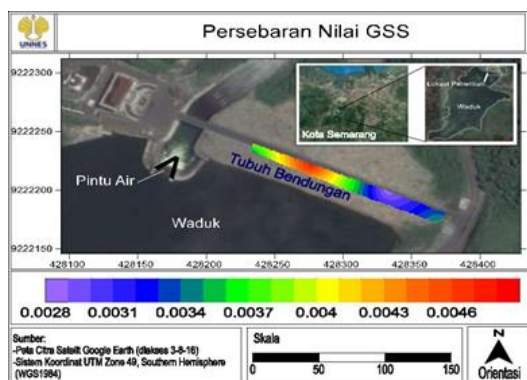 UNNES
Persebaran Nilai GSS
9222300
9222250
9222200
9222150
Lokasi Penelitian
Waduk
Kota Semarang
Pintu Air
Tubuh Bendungan
Waduk
428100 428150 428200 428250 428300 428350 428400
0.0028 0.0031 0.0034 0.0037 0.004 0.0043 0.0046
Sumber:
-Peta Citra Satelit Google Earth (diakses 3-8-16)
-Sistem Koordinat UTM Zone 49, Southern Hemisphere
(WGS1984)
Skala
0 50 100 150
N
Orientasi